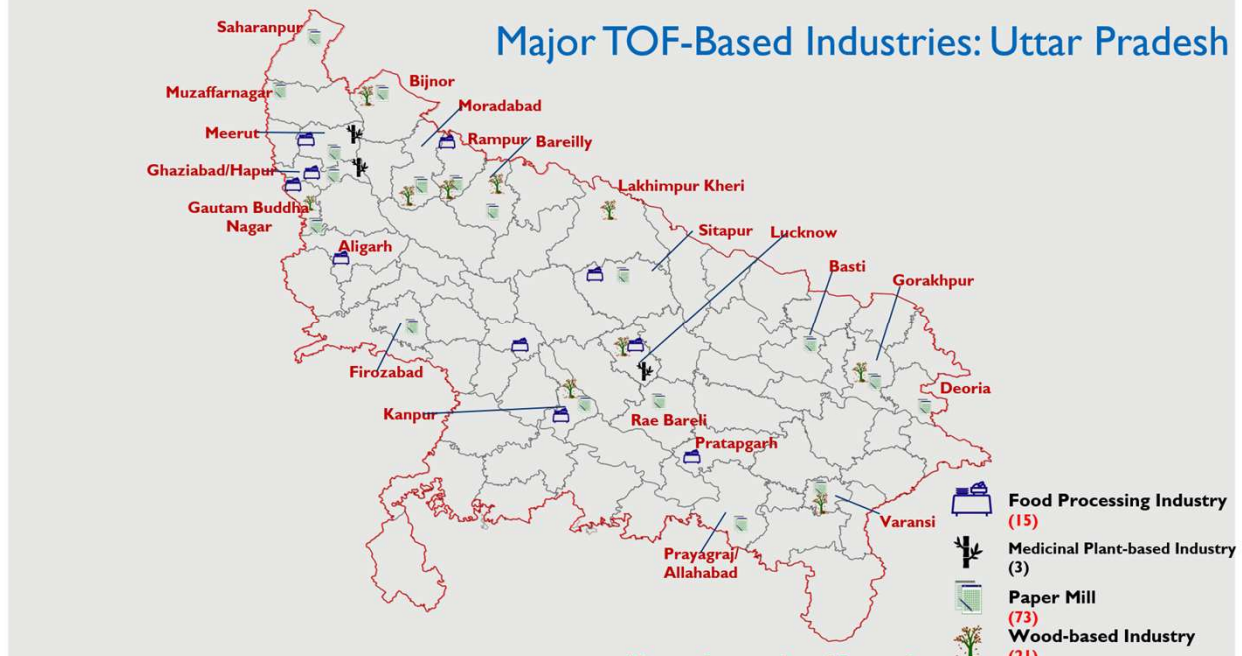 Major TOF-Based Industries: Uttar Pradesh
Saharanpur
Bijnor
Muzaffarnagar
Moradabad
Meerut
Rampur
Bareilly
Ghaziabad/Hapur
Lakhimpur Kheri
Gautam Buddha
Nagar
Sitapur
Lucknow
Aligarh
Basti
Gorakhpur
Firozabad
Deoria
Kanpur
Rae Bareli
Pratapgarh
Varansi
Prayagraj/
Allahabad
Food Processing Industry
(15)
Medicinal Plant-based Industry
(3)
Paper Mill
(73)
Wood-based Industry
(21)